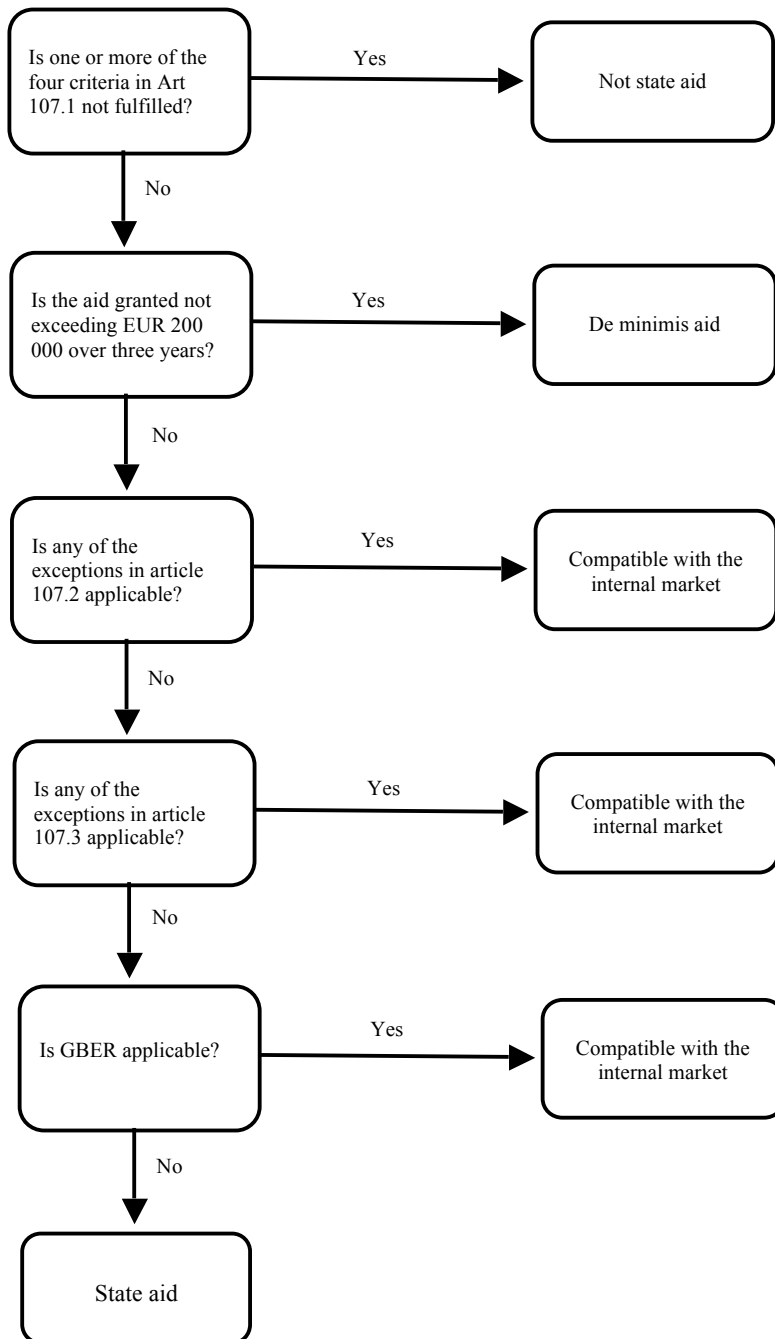 Is one or more of the
four criteria in Art
107.1 not fulfilled?
Yes
Not state aid
No
Is the aid granted not
exceeding EUR 200
000 over three years?
Yes
De minimis aid
No
Is any of the
exceptions in article
107.2 applicable?
Yes
Compatible with the
internal market
No
Is any of the
exceptions in article
107.3 applicable?
Yes
Compatible with the
internal market
No
Is GBER applicable?
Yes
Compatible with the
internal market
No
State aid